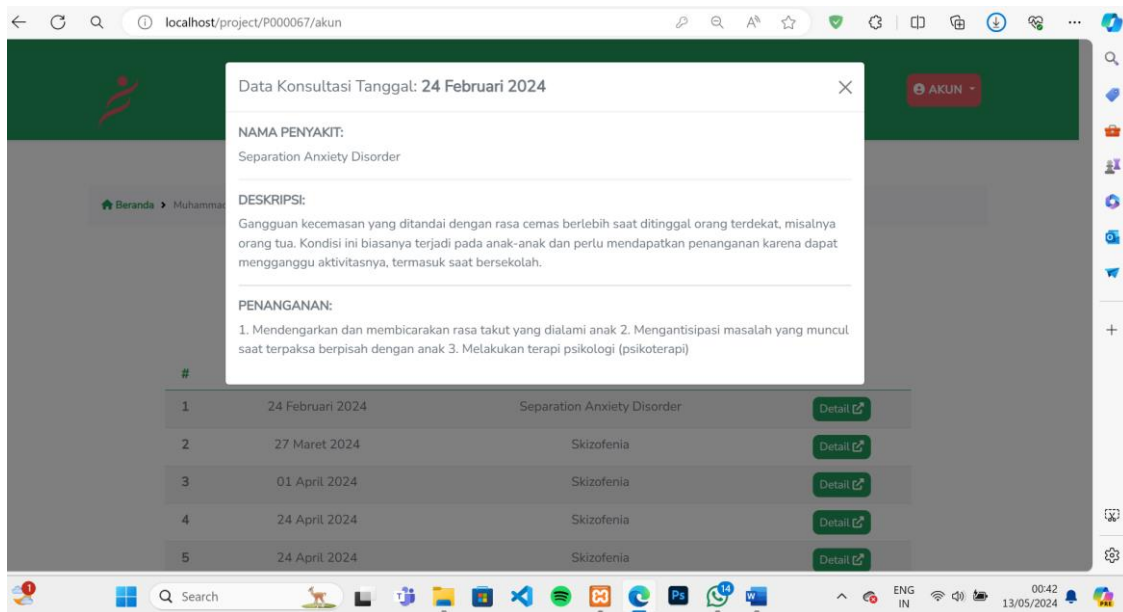 localhost/project/P000067/akun
AKUN
Data Konsultasi Tanggal: 24 Februari 2024
NAMA PENYAKIT:
Separation Anxiety Disorder
Beranda > Muhammad
DESKRIPSI:
Gangguan kecemasan yang ditandai dengan rasa cemas berlebih saat ditinggal orang terdekat, misalnya
orang tua. Kondisi ini biasanya terjadi pada anak-anak dan perlu mendapatkan penanganan karena dapat
mengganggu aktivitasnya, termasuk saat bersekolah.
PENANGANAN:
1. Mendengarkan dan membicarakan rasa takut yang dialami anak 2. Mengantisipasi masalah yang muncul
saat terpaksa berpisah dengan anak 3. Melakukan terapi psikologi (psikoterapi)
#
1 24 Februari 2024 Separation Anxiety Disorder Detail
2 27 Maret 2024 Skizofenia Detail
3 01 April 2024 Skizofenia Detail
4 24 April 2024 Skizofenia Detail
5 24 April 2024 Skizofenia Detail
1 Search Ps 14 W ENG 00:42
IN 13/05/2024 PRE